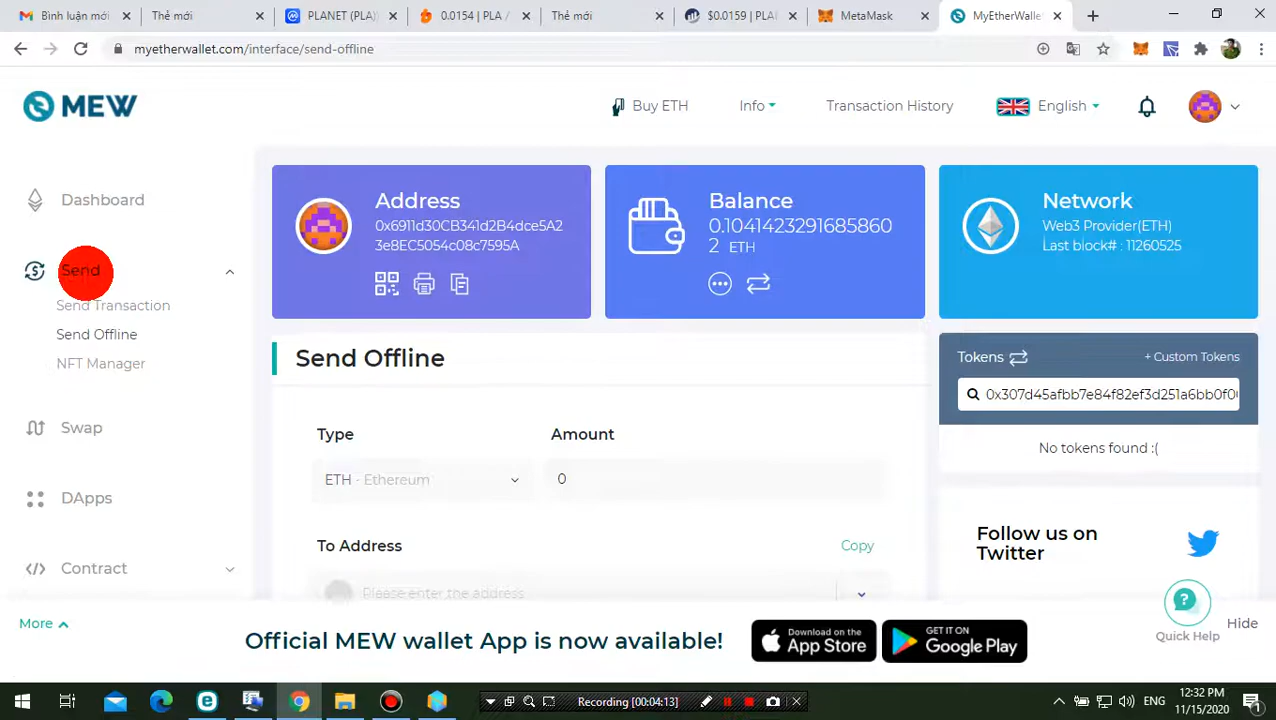 Bình luận mới
Thẻ mới
PLANET (PLA)
0.0154 | PLA /
Thẻ mới
$0.0159 | PLA
MetaMask
MyEtherWalle
myetherwallet.com/interface/send-offline
MEW
Buy ETH
Info
Transaction History
English
Dashboard
Send
Send Transaction
Send Offline
NFT Manager
Swap
DApps
Contract
More
Address
0x6911d30CB341d2B4dce5A2
3e8EC5054c08c7595A
Balance
0.1041423291685860
2 ETH
Network
Web3 Provider(ETH)
Last block# : 11260525
Send Offline
Type
Amount
ETH - Ethereum
0
To Address
Copy
Please enter the address
Tokens
+ Custom Tokens
0x307d45afbb7e84f82ef3d251a6bb0f0
No tokens found :(
Follow us on
Twitter
Quick Help
Hide
Official MEW wallet App is now available!
Download on the
App Store
GET IT ON
Google Play
Recording [00:04:13]
ENG
12:32 PM
11/15/2020
1